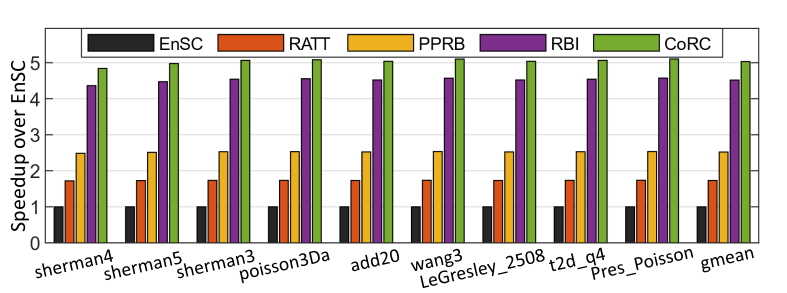 EnSC RATT PPRB RBI CoRC
Speedup over EnSC
5
4
3
2
1
0
sherman4 sherman5 sherman3 poisson3Da add20 wang3 LeGresley_2508 t2d_q4 Pres_Poisson gmean